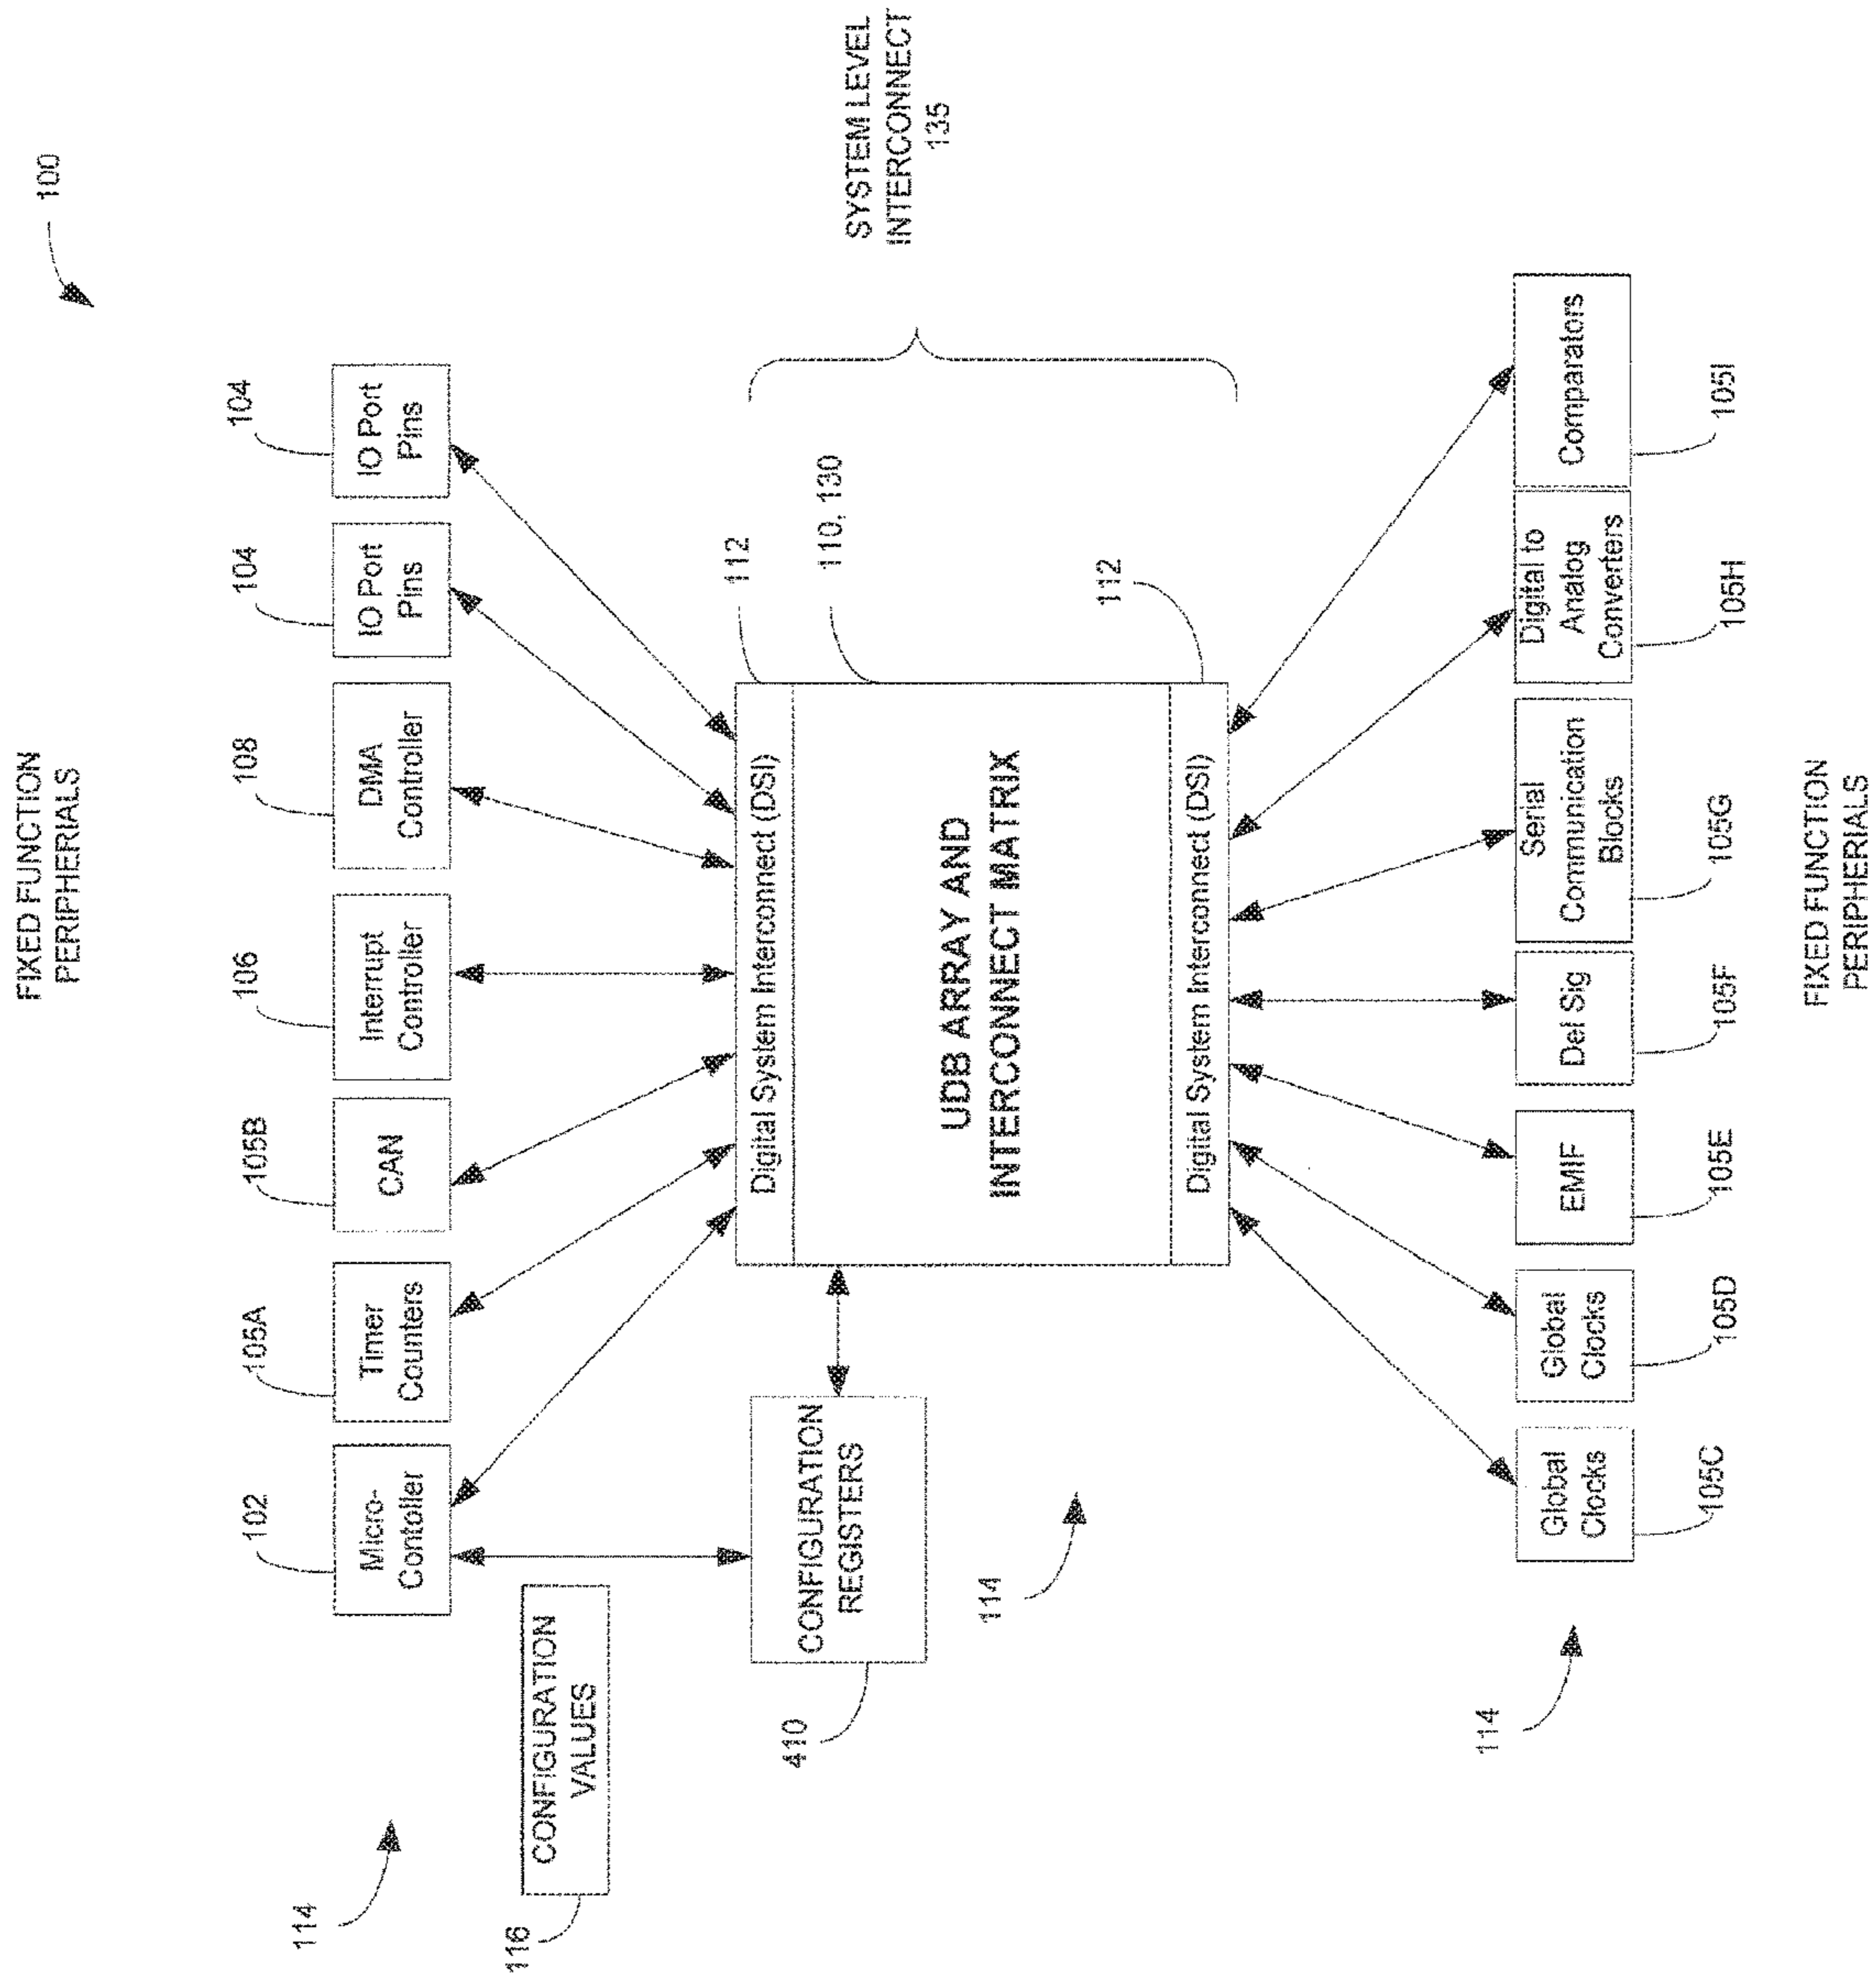 100
FIXED FUNCTION
PERIPHERIALS
102
105A
105B
106
108
104
104
Micro-
Contoller
Timer
Counters
CAN
Interrupt
Controller
DMA
Controller
IO Port
Pins
IO Port
Pins
114
116
CONFIGURATION
VALUES
410
CONFIGURATION
REGISTERS
112
Digital System Interconnect (DSI)
110, 130
UDB ARRAY AND
INTERCONNECT MATRIX
Digital System Interconnect (DSI)
112
SYSTEM LEVEL
INTERCONNECT
135
114
114
Global
Clocks
Global
Clocks
EMIF
Del Sig
Serial
Communication
Blocks
Digital to
Analog
Converters
Comparators
105C
105D
105E
105F
105G
105H
105I
FIXED FUNCTION
PERIPHERIALS